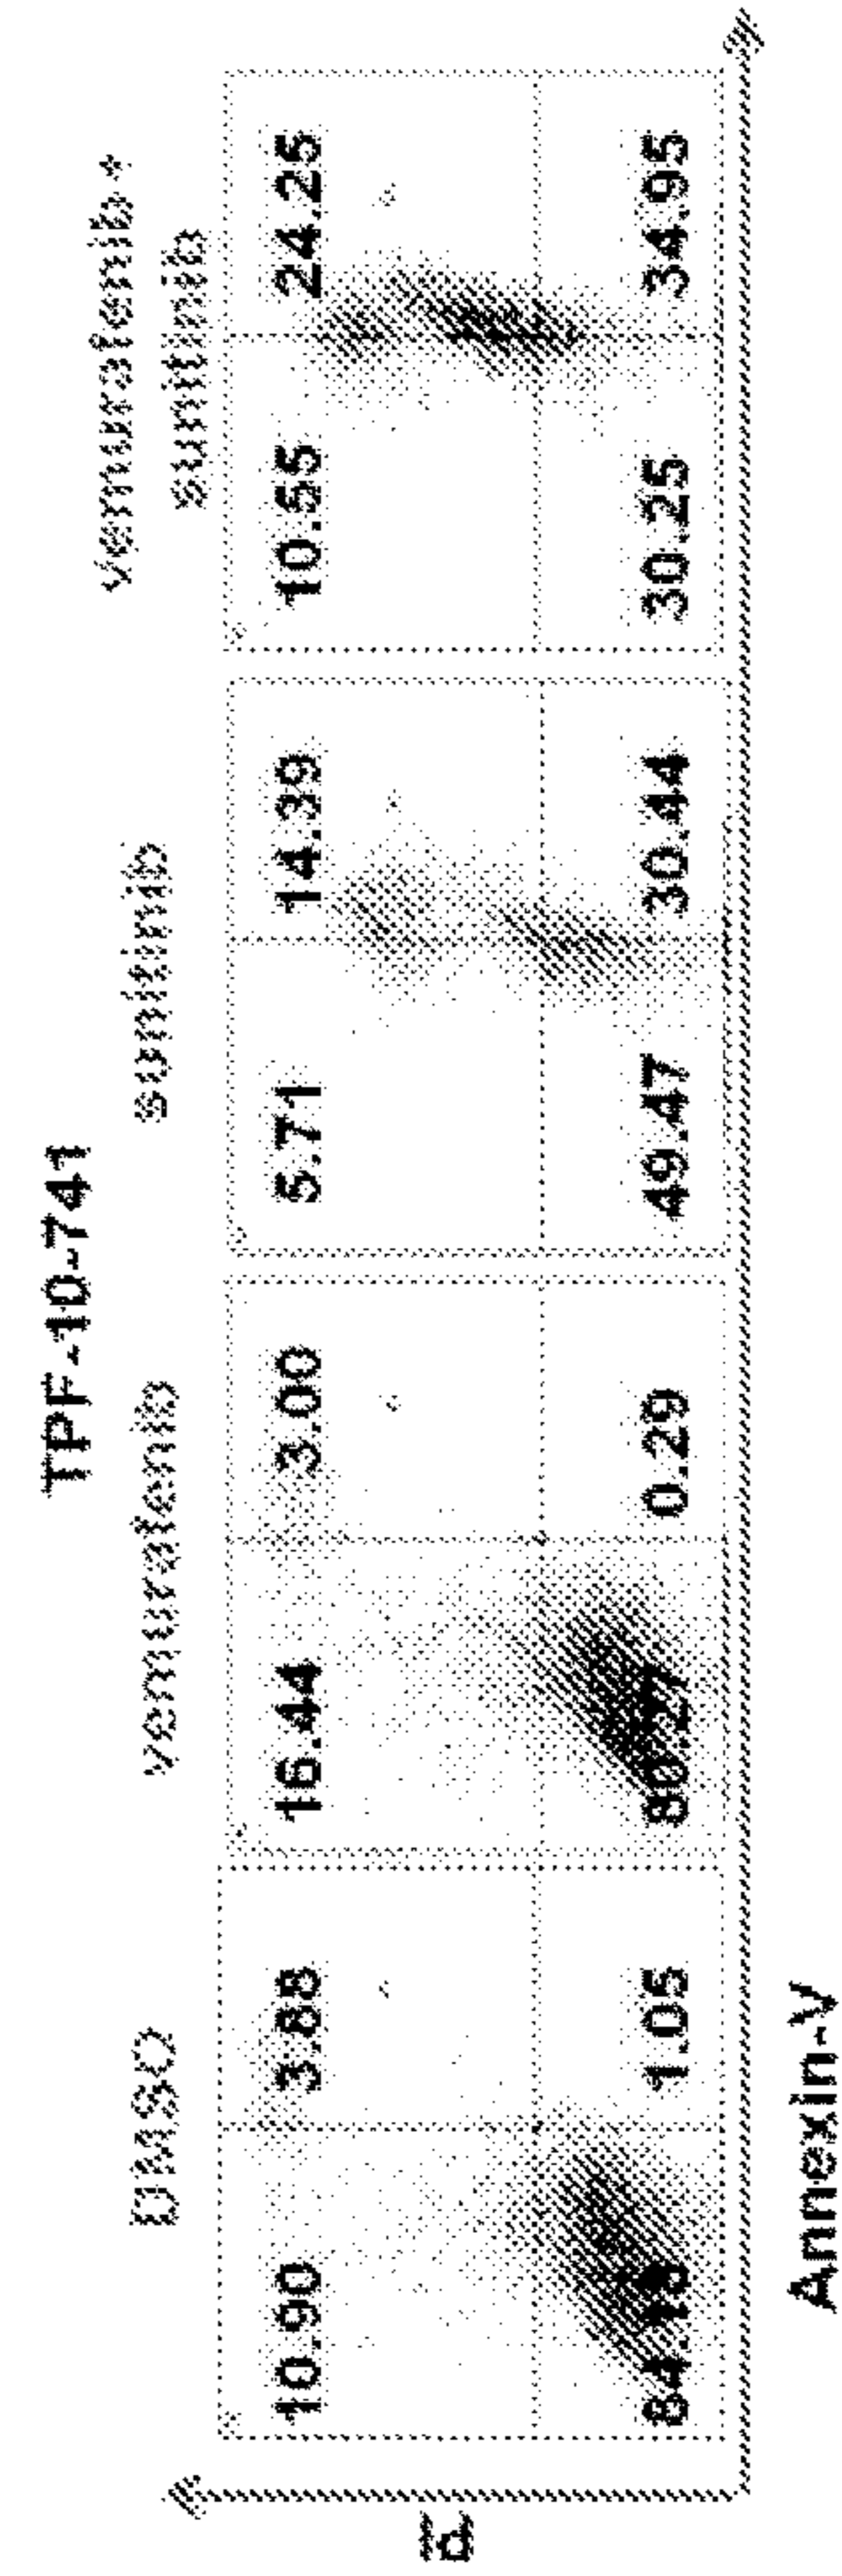 TPF-10-741
DMSO
vemurafenib
sunitinib
vemurafenib +
sunitinib
10.90 3.88 16.44 3.00 5.71 14.39 10.55 24.25
1.05 80.27 0.29 49.47 30.44 30.25 34.95
PI
Annexin-V